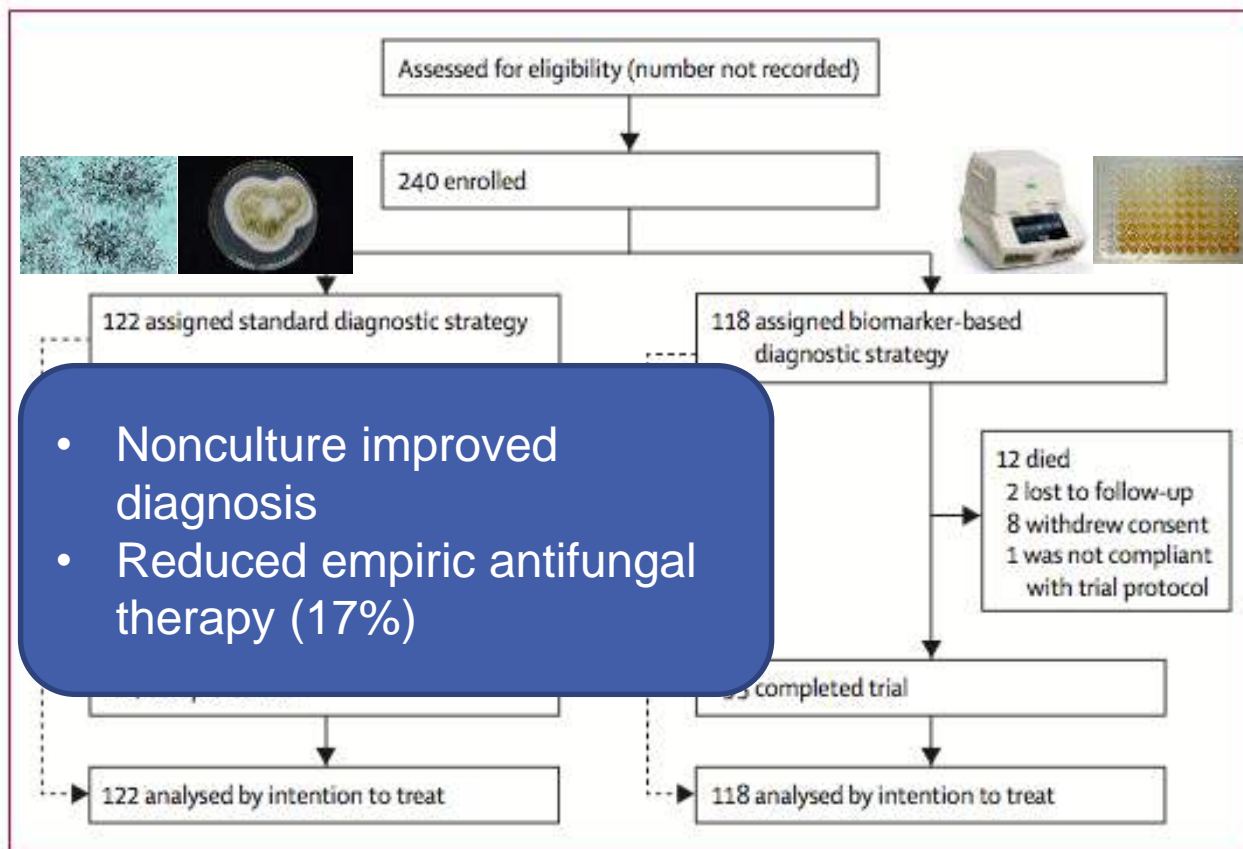 Assessed for eligibility (number not recorded)
240 enrolled
122 assigned standard diagnostic strategy
118 assigned biomarker-based
diagnostic strategy
• Nonculture improved
diagnosis
• Reduced empiric antifungal
therapy (17%)
12 died
2 lost to follow-up
8 withdrew consent
1 was not compliant
with trial protocol
completed trial
122 analysed by intention to treat
118 analysed by intention to treat